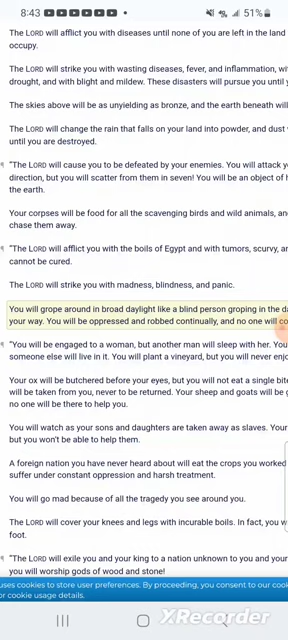 8:43
51%
The LORD will afflict you with diseases until none of you are left in the land
occupy.
The LORD will strike you with wasting diseases, fever, and inflammation, wi
drought, and with blight and mildew. These disasters will pursue you until y
The skies above will be as unyielding as bronze, and the earth beneath will
The LORD will change the rain that falls on your land into powder, and dust
until you are destroyed.
¶ "The LORD will cause you to be defeated by your enemies. You will attack y
direction, but you will scatter from them in seven! You will be an object of h
the earth.
Your corpses will be food for all the scavenging birds and wild animals, an
chase them away.
¶ "The LORD will afflict you with the boils of Egypt and with tumors, scurvy, an
cannot be cured.
The LORD will strike you with madness, blindness, and panic.
You will grope around in broad daylight like a blind person groping in the da
your way. You will be oppressed and robbed continually, and no one will co
¶ "You will be engaged to a woman, but another man will sleep with her. You
someone else will live in it. You will plant a vineyard, but you will never enjo
Your ox will be butchered before your eyes, but you will not eat a single bite
will be taken from you, never to be returned. Your sheep and goats will be g
no one will be there to help you.
You will watch as your sons and daughters are taken away as slaves. Your
but you won't be able to help them.
A foreign nation you have never heard about will eat the crops you worked
suffer under constant oppression and harsh treatment.
You will go mad because of all the tragedy you see around you.
The LORD will cover your knees and legs with incurable boils. In fact, you w
foot.
¶ "The LORD will exile you and your king to a nation unknown to you and your
you will worship gods of wood and stone!
uses cookies to store user preferences. By proceeding, you consent to our cook
or cookie usage details.
XRecorder